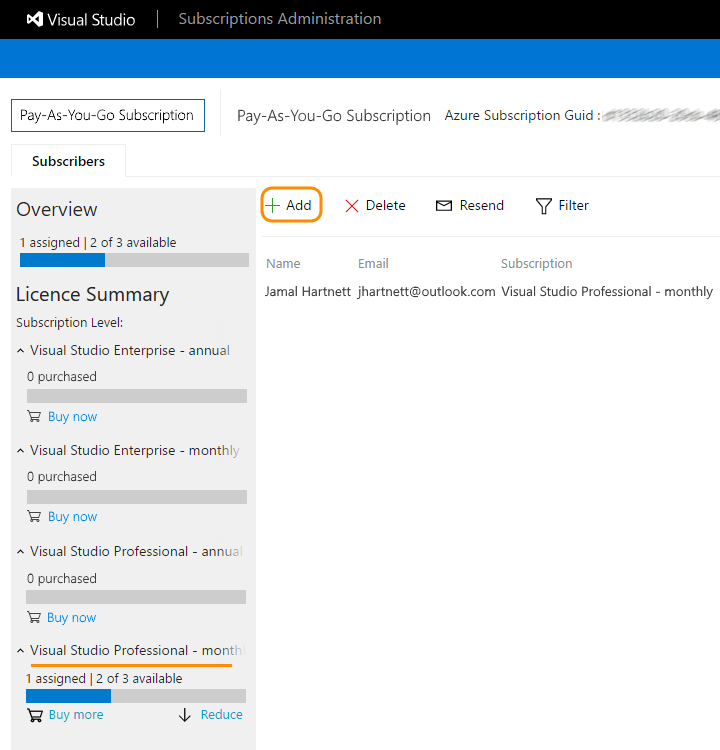 Visual Studio | Subscriptions Administration
Pay-As-You-Go Subscription
Pay-As-You-Go Subscription Azure Subscription Guid :
Subscribers
Overview
1 assigned | 2 of 3 available
Licence Summary
Subscription Level:
Visual Studio Enterprise - annual
0 purchased
Buy now
Visual Studio Enterprise - monthly
0 purchased
Buy now
Visual Studio Professional - annual
0 purchased
Buy now
Visual Studio Professional - month
1 assigned | 2 of 3 available
Buy more Reduce
Add Delete Resend Filter
Name Email Subscription
Jamal Hartnett jhartnett@outlook.com Visual Studio Professional - monthly